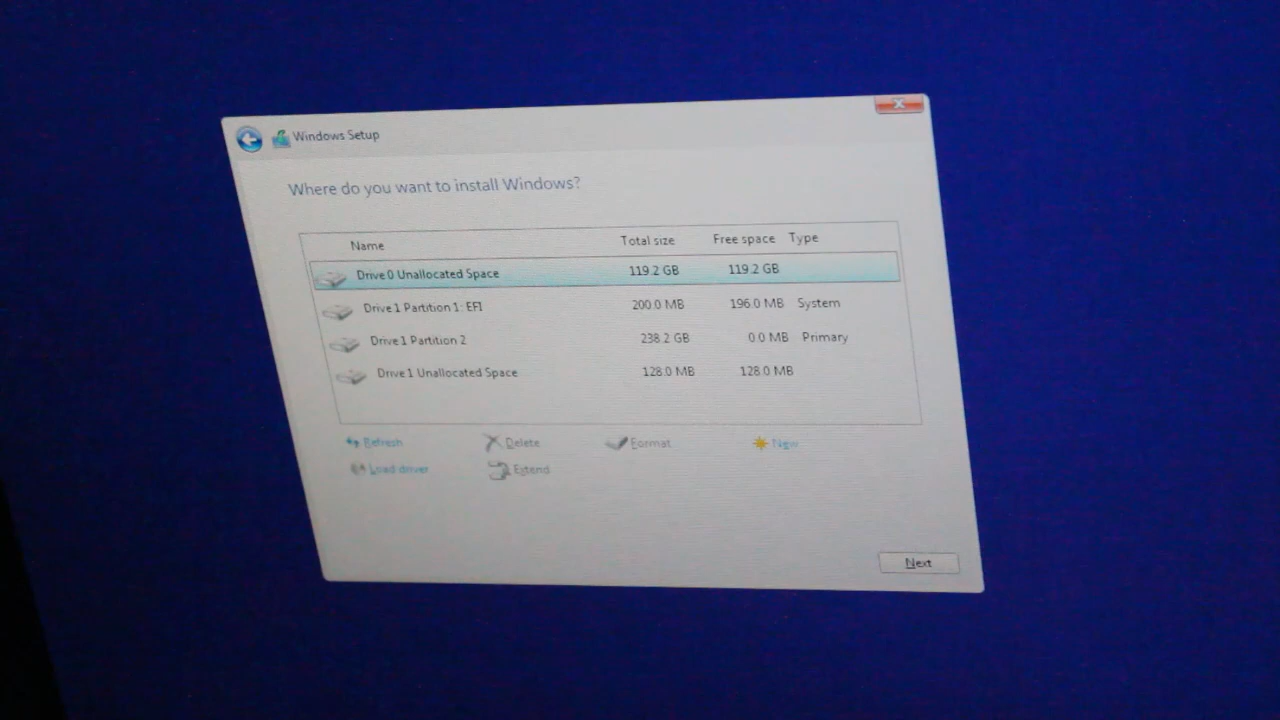 Windows Setup
Where do you want to install Windows?
Name Total size Free space Type
Drive 0 Unallocated Space 119.2 GB 119.2 GB
Drive 1 Partition 1: EFI 200.0 MB 196.0 MB System
Drive 1 Partition 2 238.2 GB 0.0 MB Primary
Drive 1 Unallocated Space 128.0 MB 128.0 MB
Refresh Delete Format New
Load driver Extend
Next